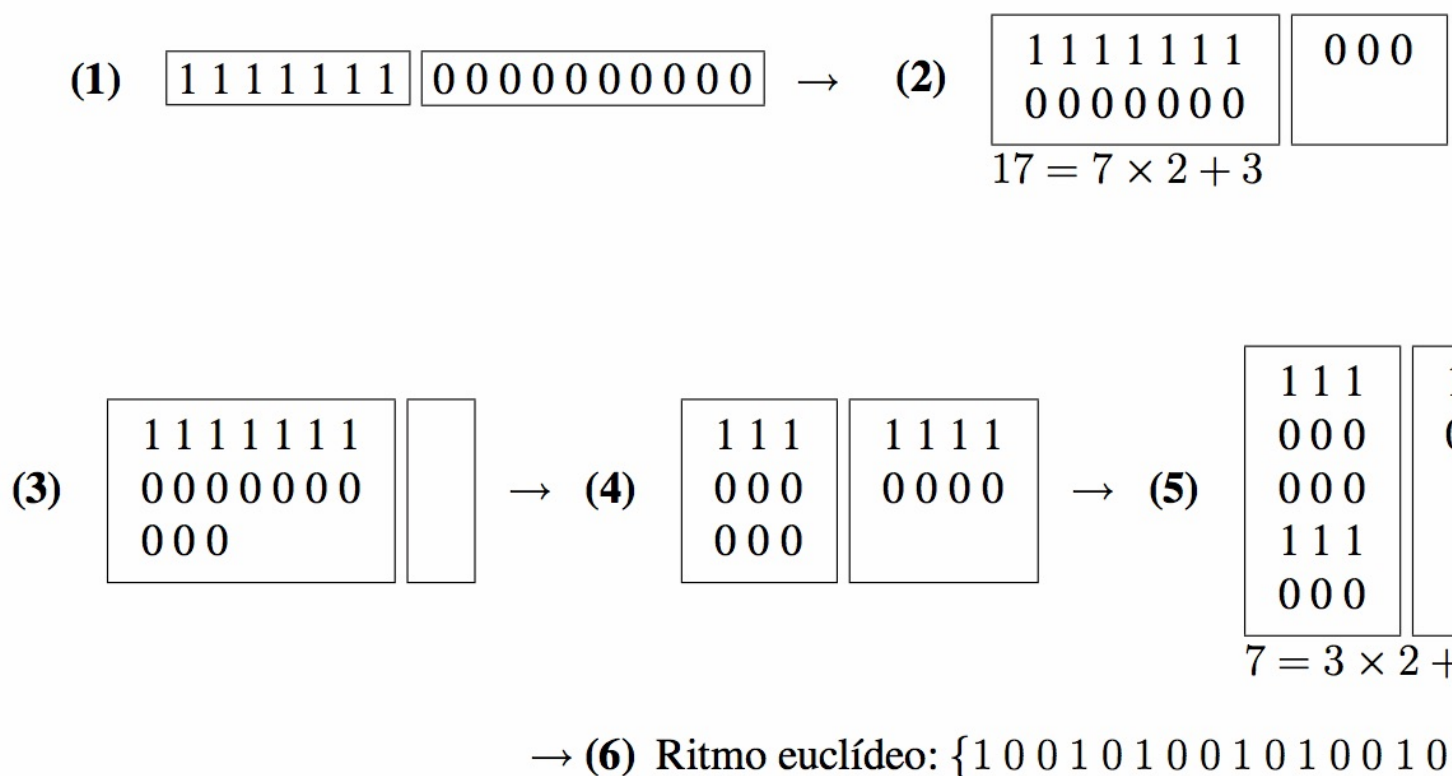 (1) 1 1 1 1 1 1 1 0 0 0 0 0 0 0 0 0 0 → (2) 1 1 1 1 1 1 1 0 0 0
0 0 0 0 0 0 0
17 = 7 × 2 + 3
(3) 1 1 1 1 1 1 1 → (4) 1 1 1 1 1 1 1 → (5) 1 1 1
0 0 0 0 0 0 0 0 0 0 0 0 0 0 0 0 0
0 0 0 0 0 0 0 0 0
1 1 1
0 0 0
7 = 3 × 2 +
→ (6) Ritmo euclídeo: {1 0 0 1 0 1 0 0 1 0 1 0 0 1 0